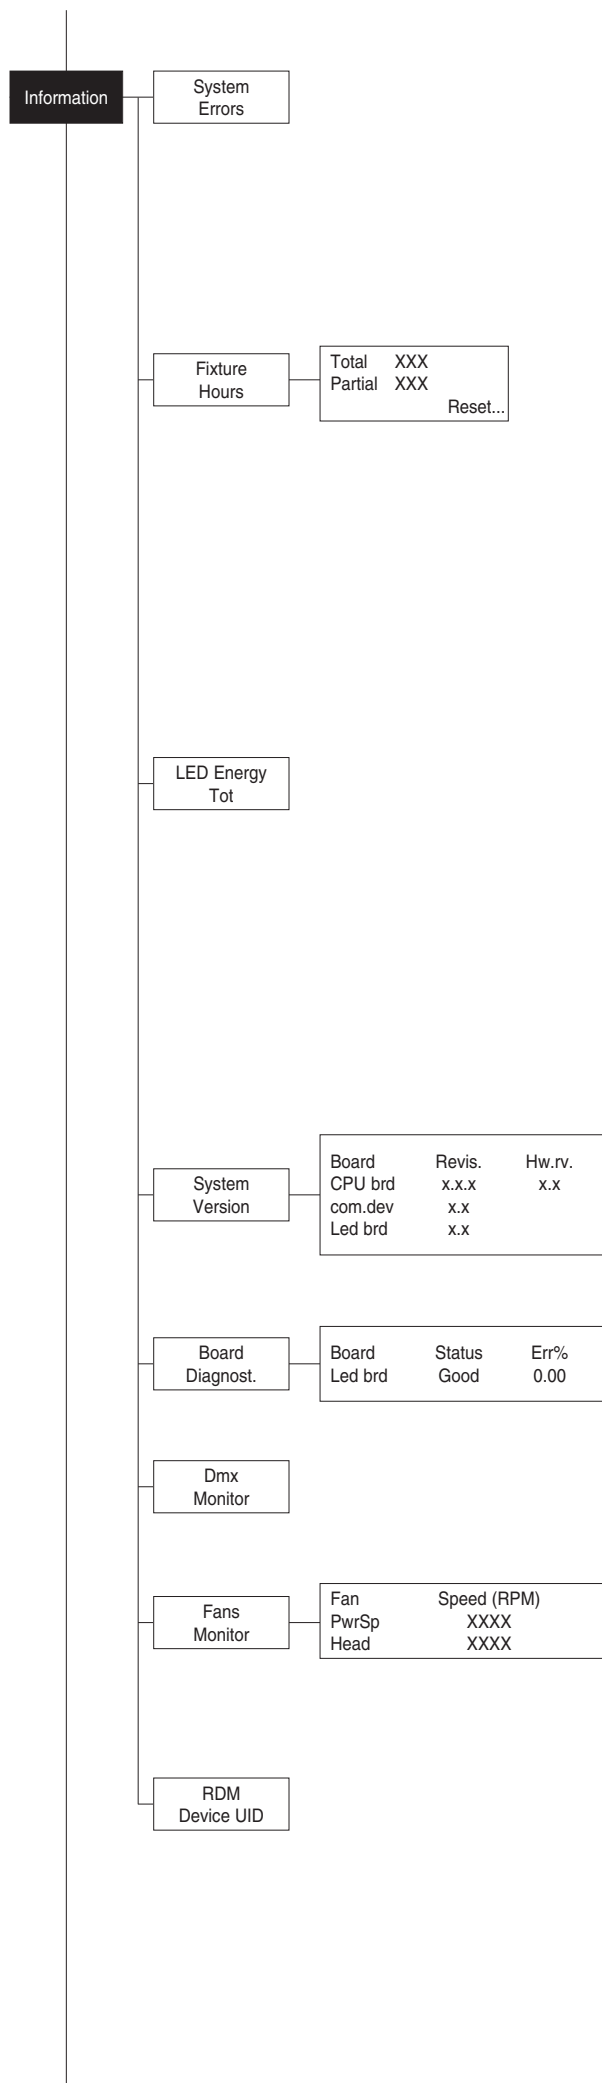 Information
System
Errors
Fixture
Hours
Total XXX
Partial XXX
Reset...
LED Energy
Tot
System
Version
Board Revis. Hw.rv.
CPU brd x.x.x x.x
com.dev x.x
Led brd x.x
Board
Diagnost.
Board Status Err%
Led brd Good 0.00
Dmx
Monitor
Fans
Monitor
Fan Speed (RPM)
PwrSp XXXX
Head XXXX
RDM
Device UID